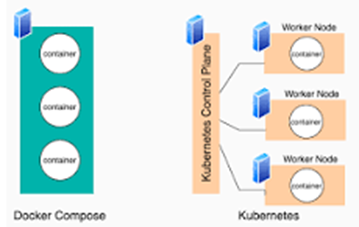 container
container
container
Docker Compose
Kubernetes Control Plane
Worker Node
container
Worker Node
container
Worker Node
container
Kubernetes